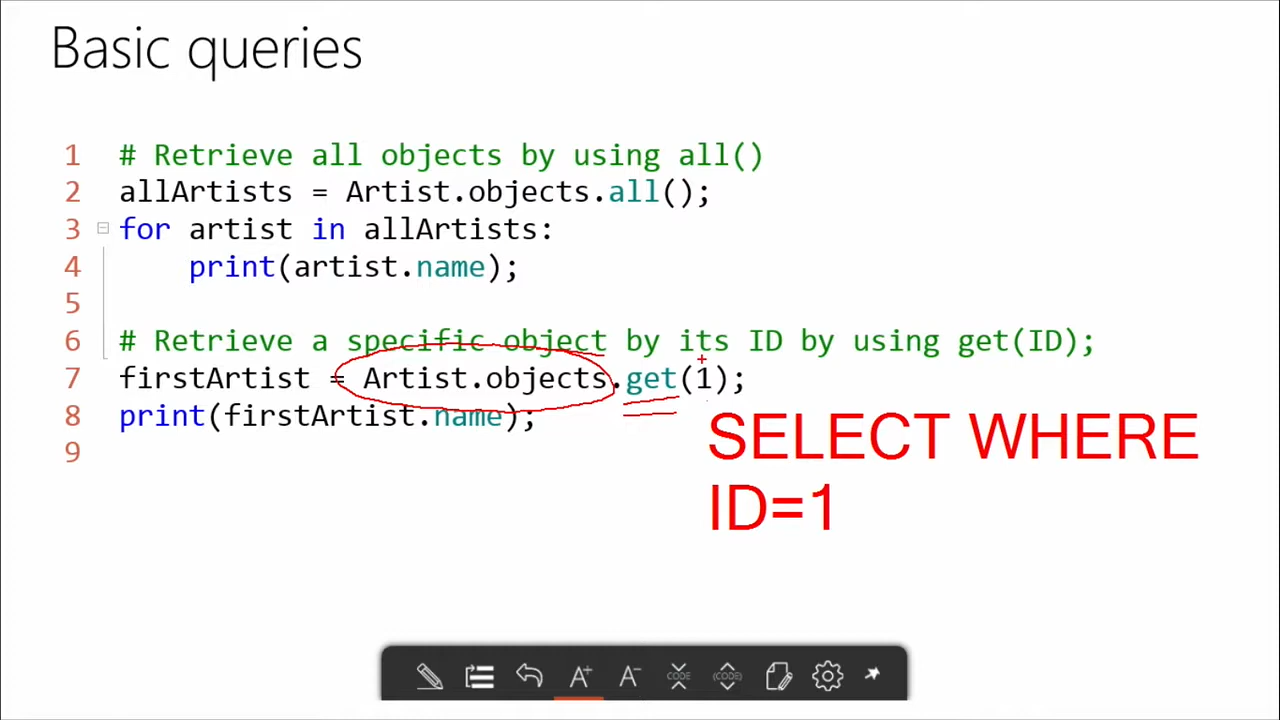 Basic queries
1 # Retrieve all objects by using all()
2 allArtists = Artist.objects.all();
3 for artist in allArtists:
4 print(artist.name);
5
6 # Retrieve a specific object by its ID by using get(ID);
7 firstArtist = Artist.objects.get(1);
8 print(firstArtist.name);
9
SELECT WHERE
ID=1
A+ A- CODE (CODE)